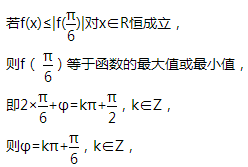 若f(x)≤|f(π/6)|对x∈R恒成立，
则f（π/6）等于函数的最大值或最小值，
即2×π/6+φ=kπ+π/2，k∈Z，
则φ=kπ+π/6，k∈Z，